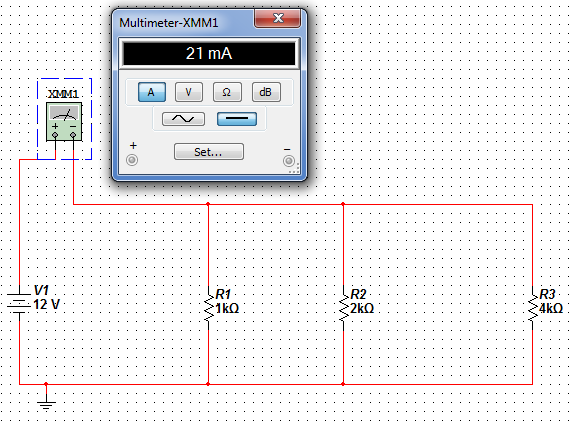 Multimeter-XMM1
21 mA
A V Ω dB
+ Set... −
XMM1
+ −
V1
12 V
R1
1kΩ
R2
2kΩ
R3
4kΩ